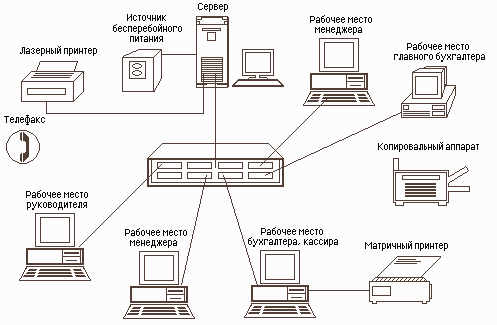 Сервер
Источник
бесперебойного
питания
Рабочее место
менеджера
Лазерный принтер
Рабочее место
главного бухгалтера
Телефакс
Копировальный аппарат
Рабочее место
руководителя
Рабочее место
менеджера
Рабочее место
бухгалтера, кассира
Матричный принтер